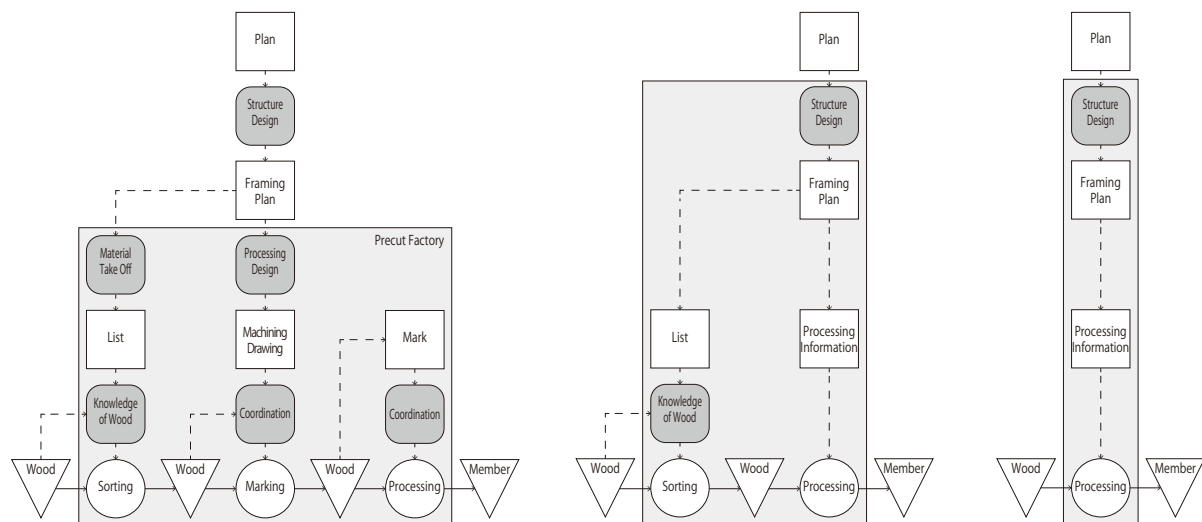 Plan
Structure
Design
Framing
Plan
Precut Factory
Material
Take Off
Processing
Design
List
Machining
Drawing
Mark
Knowledge
of Wood
Coordination
Coordination
Wood
Sorting
Wood
Marking
Wood
Processing
Member
Plan
Structure
Design
Framing
Plan
List
Processing
Information
Knowledge
of Wood
Wood
Sorting
Wood
Processing
Member
Plan
Structure
Design
Framing
Plan
Processing
Information
Wood
Processing
Member